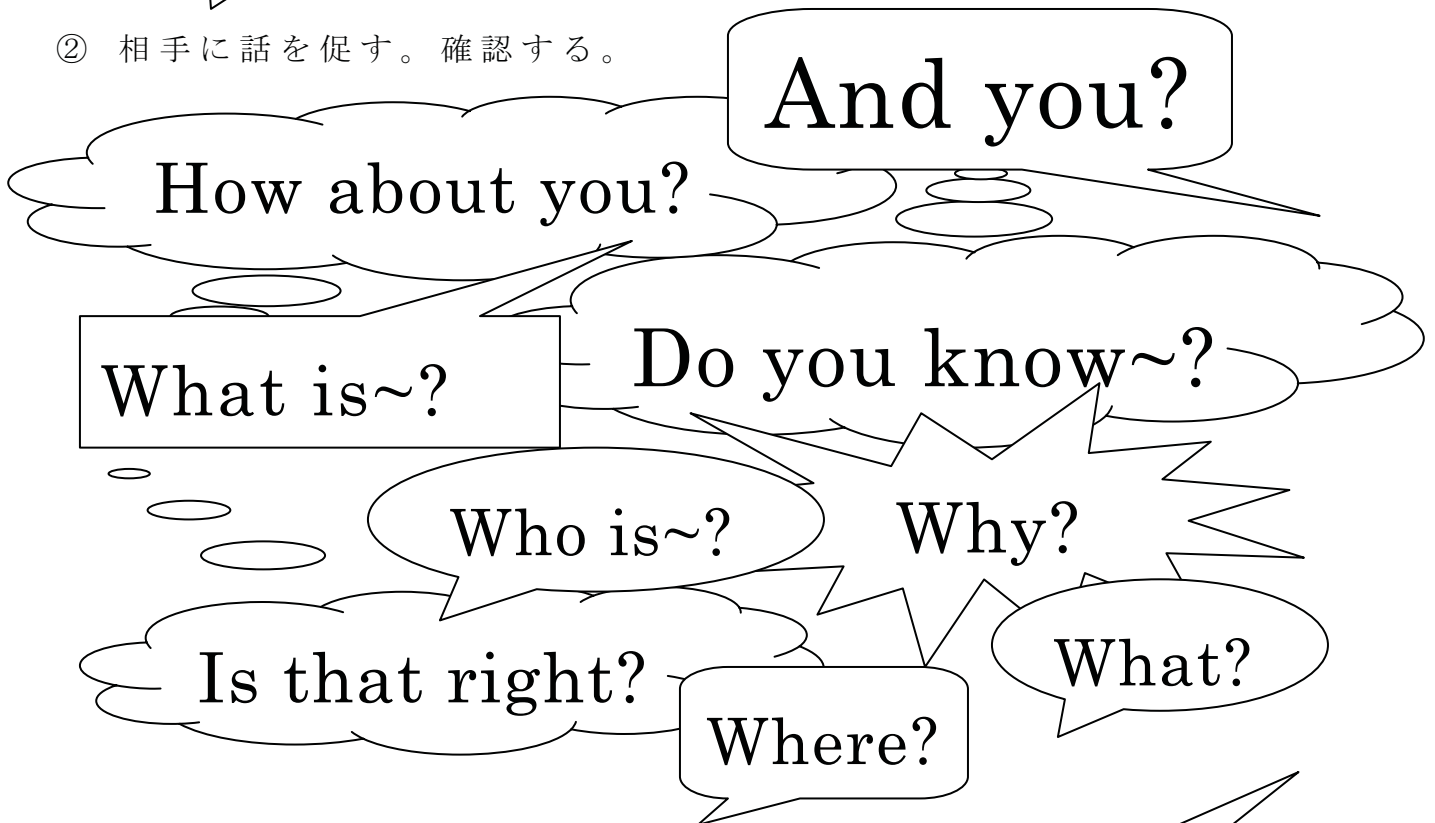 ② 相手に話を促す。確認する。
And you?
How about you?
Do you know~?
What is~?
Who is~?
Why?
What?
Is that right?
Where?